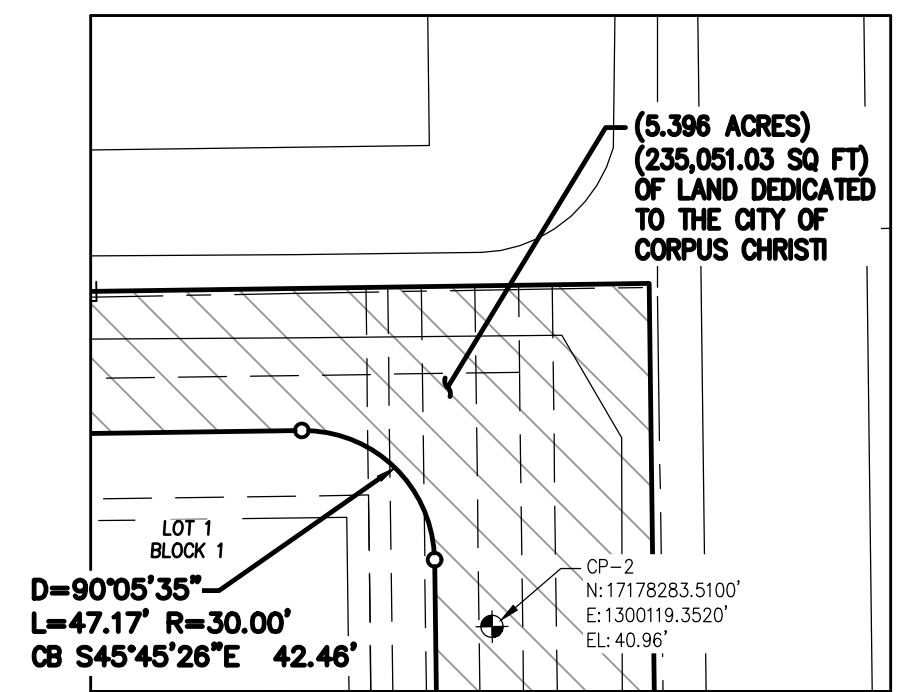 (5.396 ACRES)
(235,051.03 SQ FT)
OF LAND DEDICATED
TO THE CITY OF
CORPUS CHRISTI
LOT 1
BLOCK 1
D=90°05'35"
L=47.17' R=30.00'
CB S45°45'26"E 42.46'
CP-2
N:17178283.5100'
E:1300119.3520'
EL: 40.96'